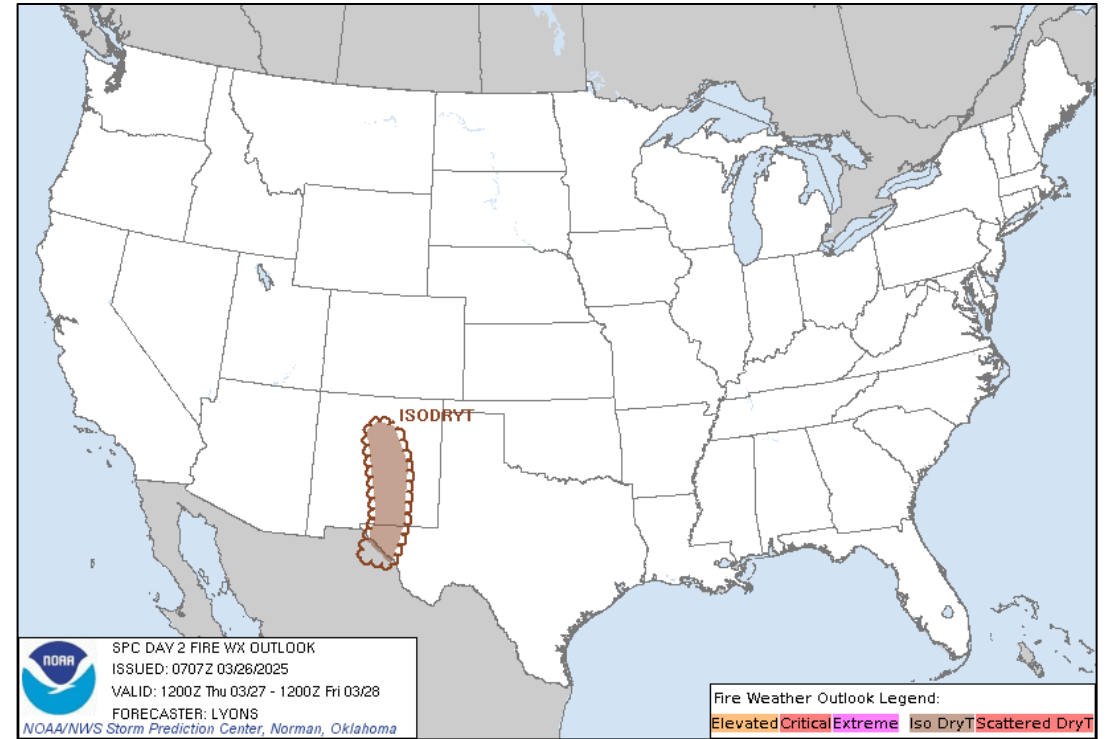 ISODRYT
NOAA
SPC DAY 2 FIRE WX OUTLOOK
ISSUED: 0707Z 03/26/2025
VALID: 1200Z Thu 03/27 - 1200Z Fri 03/28
FORECASTER: LYONS
NOAA/NWS Storm Prediction Center, Norman, Oklahoma
Fire Weather Outlook Legend:
Elevated Critical Extreme Iso DryT Scattered DryT